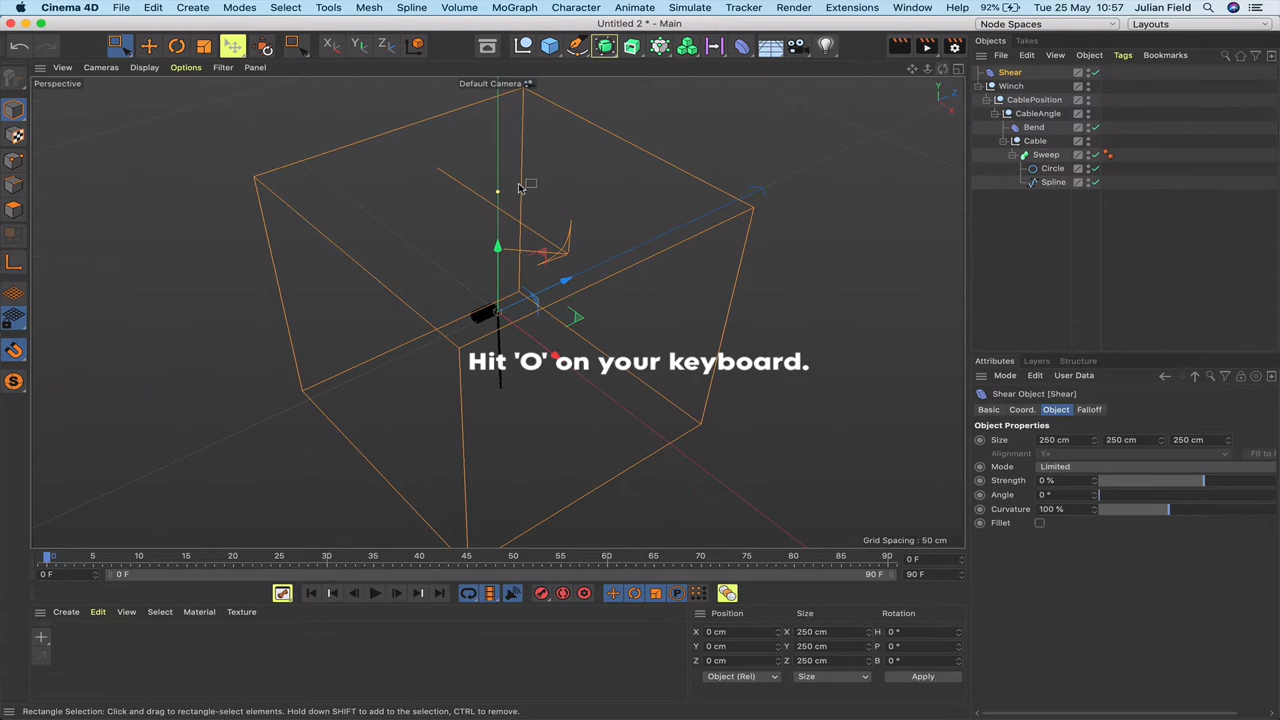 Cinema 4D File Edit Create Modes Select Tools Mesh Spline Volume MoGraph Character Animate Simulate Tracker Render Extensions Window Help 92% Tue 25 May 10:57 Julian Field
Untitled 2 * - Main
Node Spaces Layouts
X Y Z
Objects Takes
View Cameras Display Options Filter Panel
File Edit View Object Tags Bookmarks
Perspective
Default Camera
Y Z X
Shear
Winch
CablePosition
CableAngle
Bend
Cable
Sweep
Circle
Spline
Hit 'O' on your keyboard.
Attributes Layers Structure
Mode Edit User Data
Shear Object [Shear]
Basic Coord. Object Falloff
Object Properties
Size 250 cm 250 cm 250 cm
Alignment Y+ Fit to
Mode Limited
Strength 0 %
Angle 0 °
Curvature 100 %
Fillet
Grid Spacing : 50 cm
0 5 10 15 20 25 30 35 40 45 50 55 60 65 70 75 80 85 90 0 F
0 F 0 F 90 F 90 F
Create Edit View Select Material Texture
Position Size Rotation
X 0 cm X 250 cm H 0 °
Y 0 cm Y 250 cm P 0 °
Z 0 cm Z 250 cm B 0 °
Object (Rel) Size Apply
Rectangle Selection: Click and drag to rectangle-select elements. Hold down SHIFT to add to the selection, CTRL to remove.